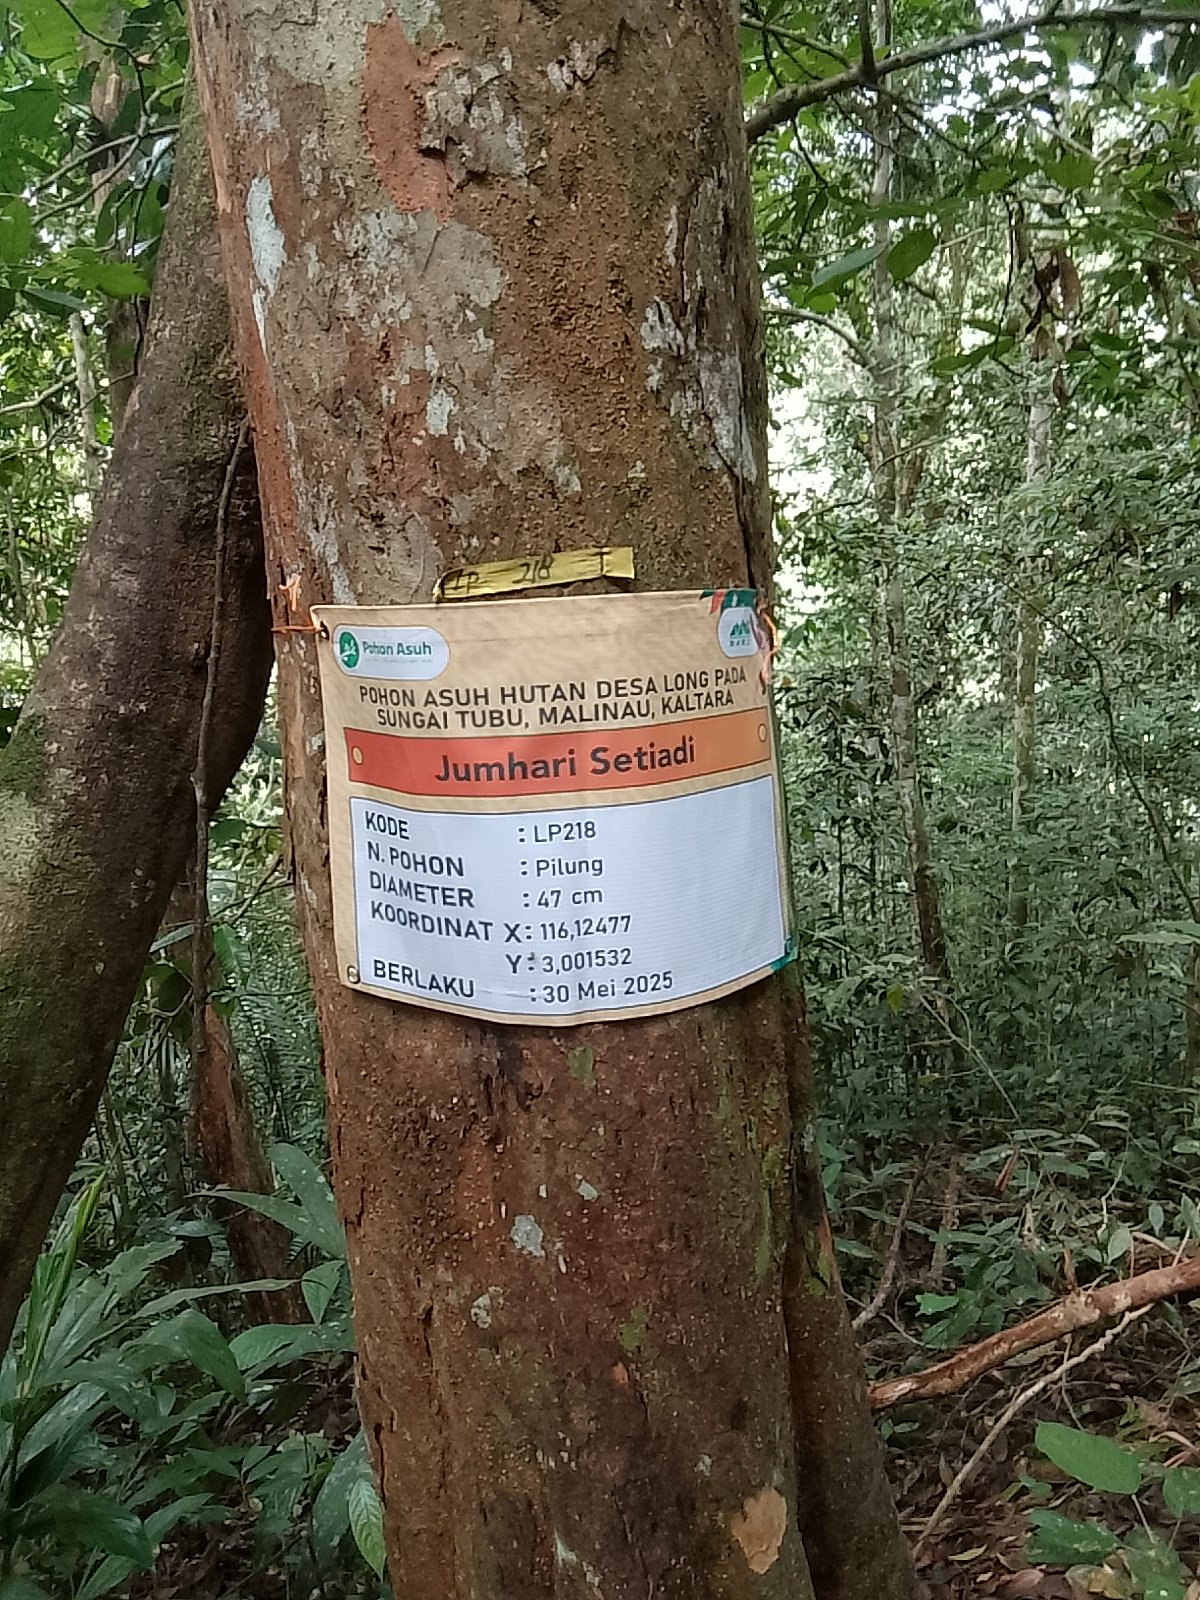 LP 218
Pohon Asuh
WARSI
POHON ASUH HUTAN DESA LONG PADA
SUNGAI TUBU, MALINAU, KALTARA
Jumhari Setiadi
KODE : LP218
N. POHON : Pilung
DIAMETER : 47 cm
KOORDINAT X : 116,12477
Y : 3,001532
BERLAKU : 30 Mei 2025